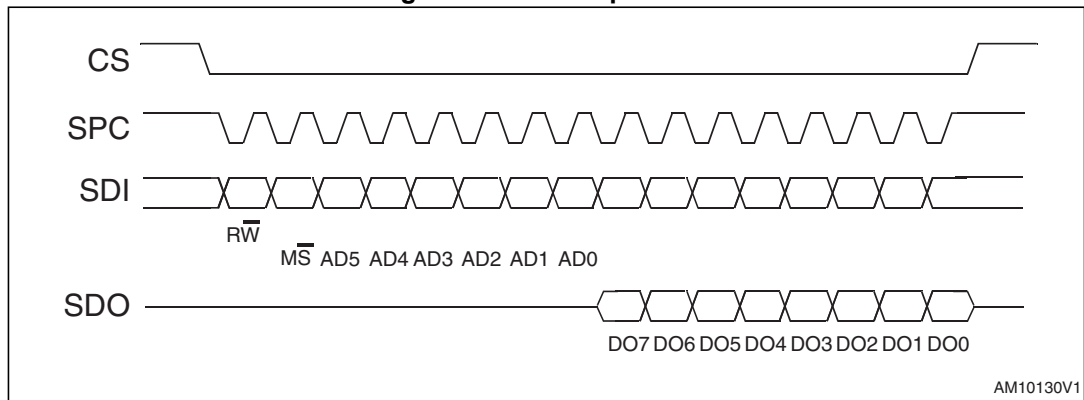 CS
SPC
SDI
RW̅
MS̅ AD5 AD4 AD3 AD2 AD1 AD0
SDO
DO7 DO6 DO5 DO4 DO3 DO2 DO1 DO0
AM10130V1